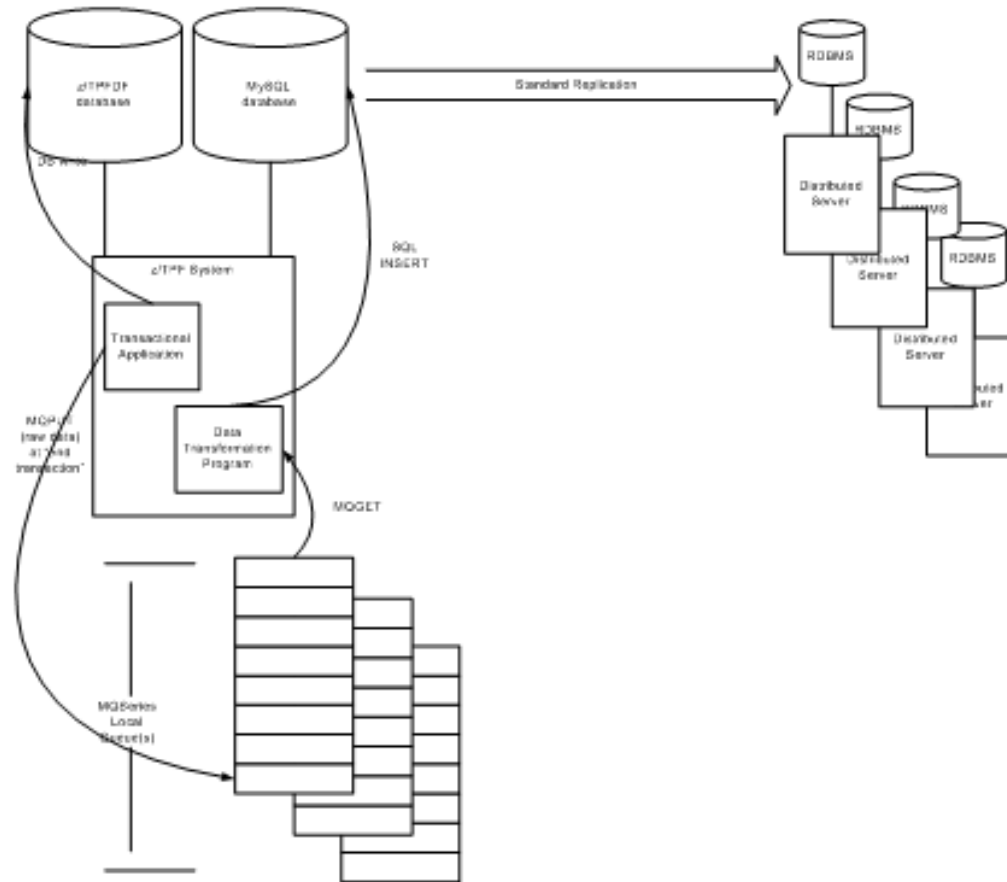 z/TPFDF
database
MySQL
database
Standard Replication
RDBMS
RDBMS
RDBMS
DB
Distributed
Server
SQL
INSERT
z/TPF System
Distributed
Server
Transactional
Application
Distributed
Server
MQPut
(raw data)
at "end
transaction"
Data
Transformation
Program
MQGET
MQSeries
Local
Queue(s)